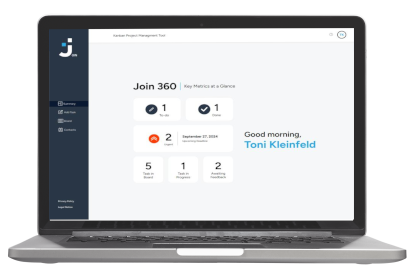 Kanban Project Management Tool
TK
Join 360 | Key Metrics at a Glance
1
To-do
1
Done
2
Urgent
September 27, 2024
Upcoming Deadline
Good morning,
Toni Kleinfeld
5
Task in
Board
1
Task in
Progress
2
Awaiting
Feedback
Summary
Add Task
Board
Contacts
Privacy Policy
Legal Notice